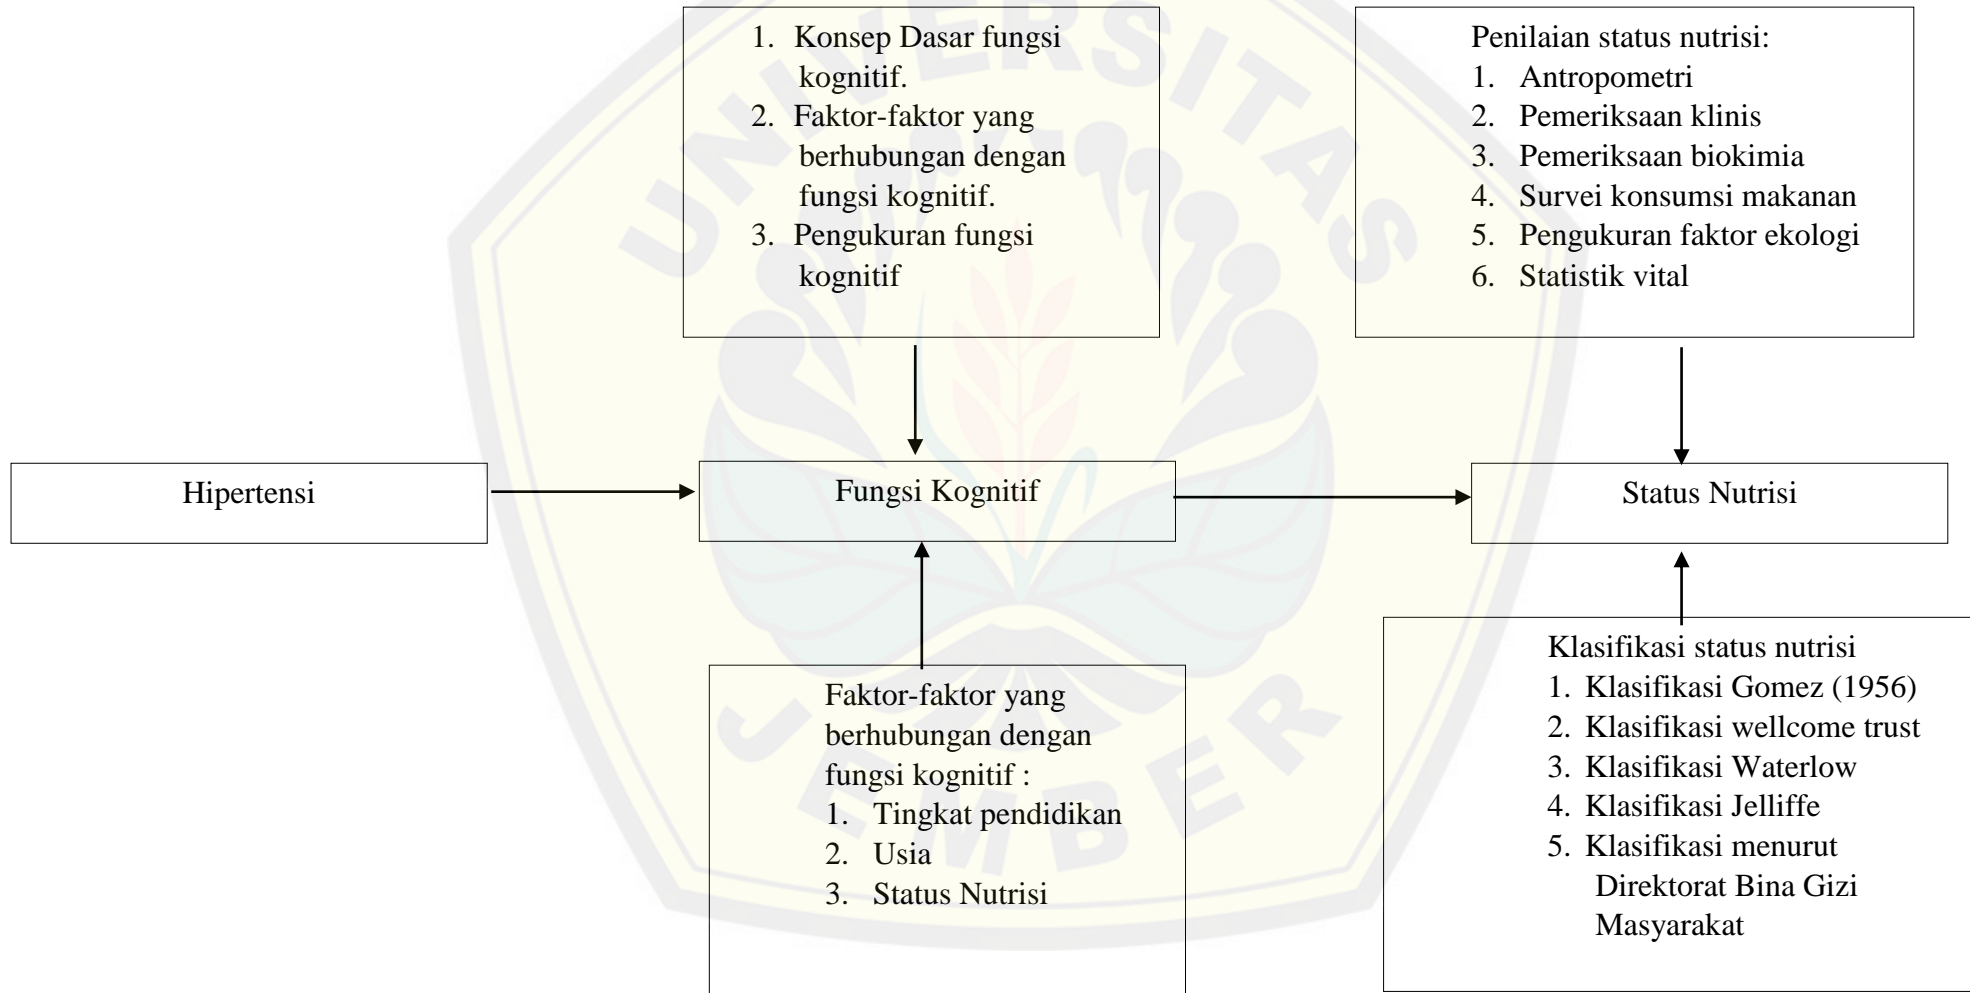 1. Konsep Dasar fungsi
kognitif.
2. Faktor-faktor yang
berhubungan dengan
fungsi kognitif.
3. Pengukuran fungsi
kognitif
Penilaian status nutrisi:
1. Antropometri
2. Pemeriksaan klinis
3. Pemeriksaan biokimia
4. Survei konsumsi makanan
5. Pengukuran faktor ekologi
6. Statistik vital
Hipertensi
Fungsi Kognitif
Status Nutrisi
Faktor-faktor yang
berhubungan dengan
fungsi kognitif :
1. Tingkat pendidikan
2. Usia
3. Status Nutrisi
Klasifikasi status nutrisi
1. Klasifikasi Gomez (1956)
2. Klasifikasi wellcome trust
3. Klasifikasi Waterlow
4. Klasifikasi Jelliffe
5. Klasifikasi menurut
Direktorat Bina Gizi
Masyarakat
UNIVERSITAS
JEMBER